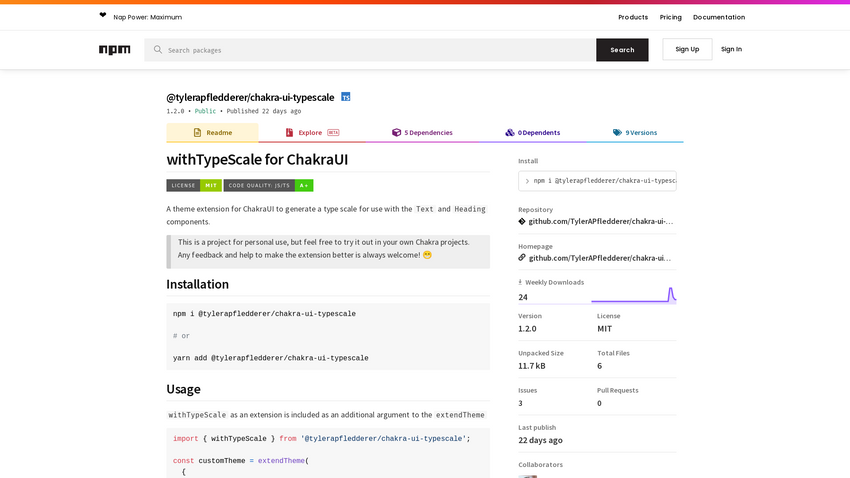 ❤ Nap Power: Maximum Products Pricing Documentation
npm Search packages Search Sign Up Sign In
@tylerapfledderer/chakra-ui-typescale TS
1.2.0 • Public • Published 22 days ago
Readme Explore BETA 5 Dependencies 0 Dependents 9 Versions
withTypeScale for ChakraUI
LICENSE MIT CODE QUALITY: JS/TS A+
A theme extension for ChakraUI to generate a type scale for use with the Text and Heading
components.
This is a project for personal use, but feel free to try it out in your own Chakra projects.
Any feedback and help to make the extension better is always welcome! 😁
Installation
npm i @tylerapfledderer/chakra-ui-typescale
# or
yarn add @tylerapfledderer/chakra-ui-typescale
Usage
withTypeScale as an extension is included as an additional argument to the extendTheme
import { withTypeScale } from '@tylerapfledderer/chakra-ui-typescale';
const customTheme = extendTheme(
{
Install
npm i @tylerapfledderer/chakra-ui-typesca
Repository
github.com/TylerAPfledderer/chakra-ui-…
Homepage
github.com/TylerAPfledderer/chakra-ui…
Weekly Downloads
24
Version License
1.2.0 MIT
Unpacked Size Total Files
11.7 kB 6
Issues Pull Requests
3 0
Last publish
22 days ago
Collaborators